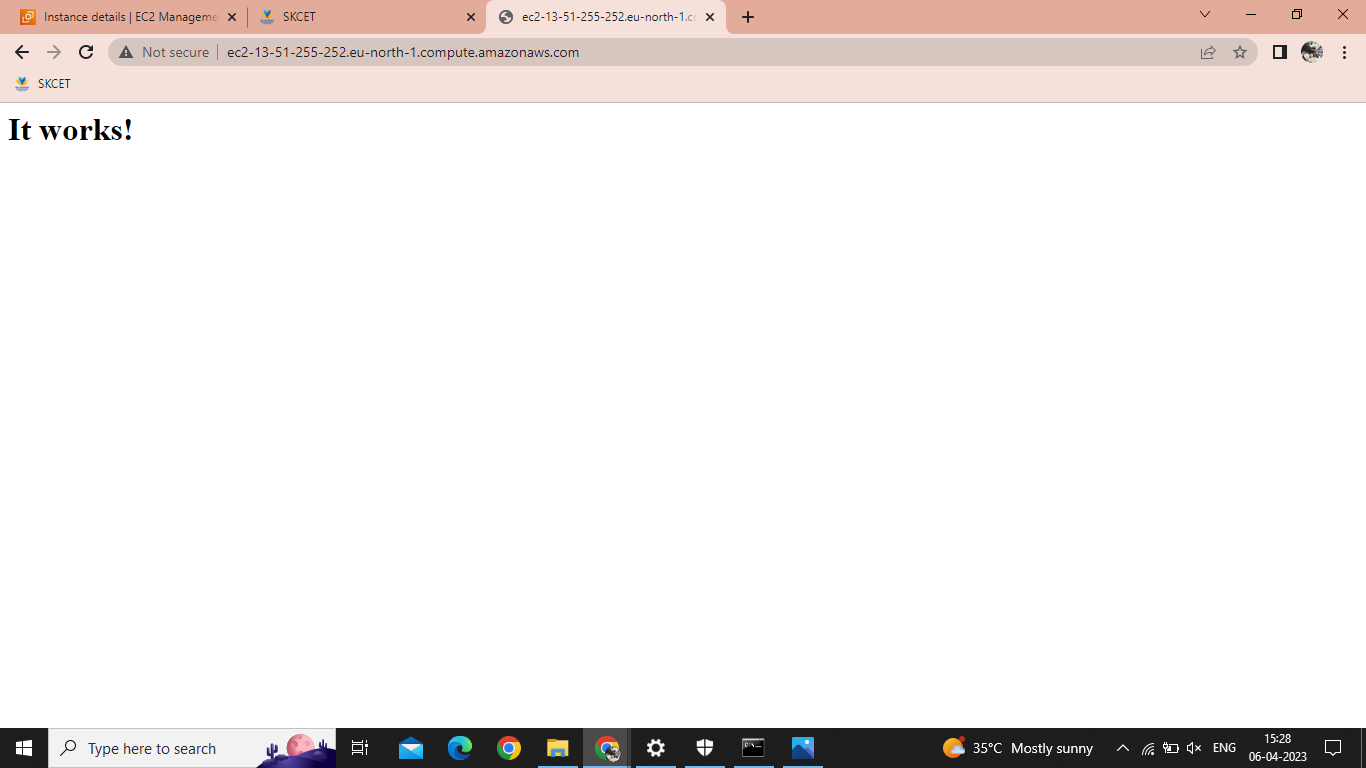 Instance details | EC2 Manageme
SKCET
ec2-13-51-255-252.eu-north-1.co
Not secure
ec2-13-51-255-252.eu-north-1.compute.amazonaws.com
SKCET
It works!
Type here to search
35°C Mostly sunny
ENG
15:28
06-04-2023